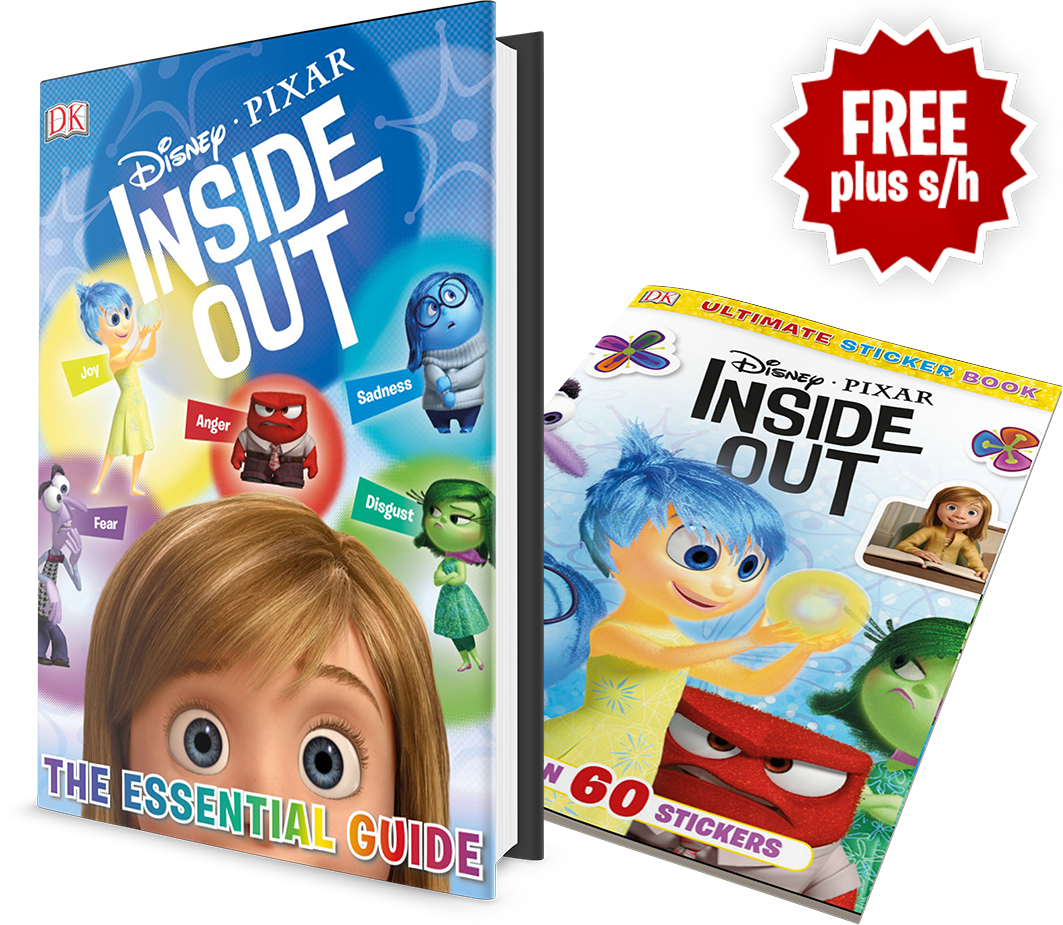 DK
Disney · PIXAR
INSIDE
OUT
Joy
Sadness
Anger
Disgust
Fear
THE ESSENTIAL GUIDE
FREE
plus s/h
DK
ULTIMATE STICKER BOOK
Disney · PIXAR
INSIDE
OUT
60 STICKERS